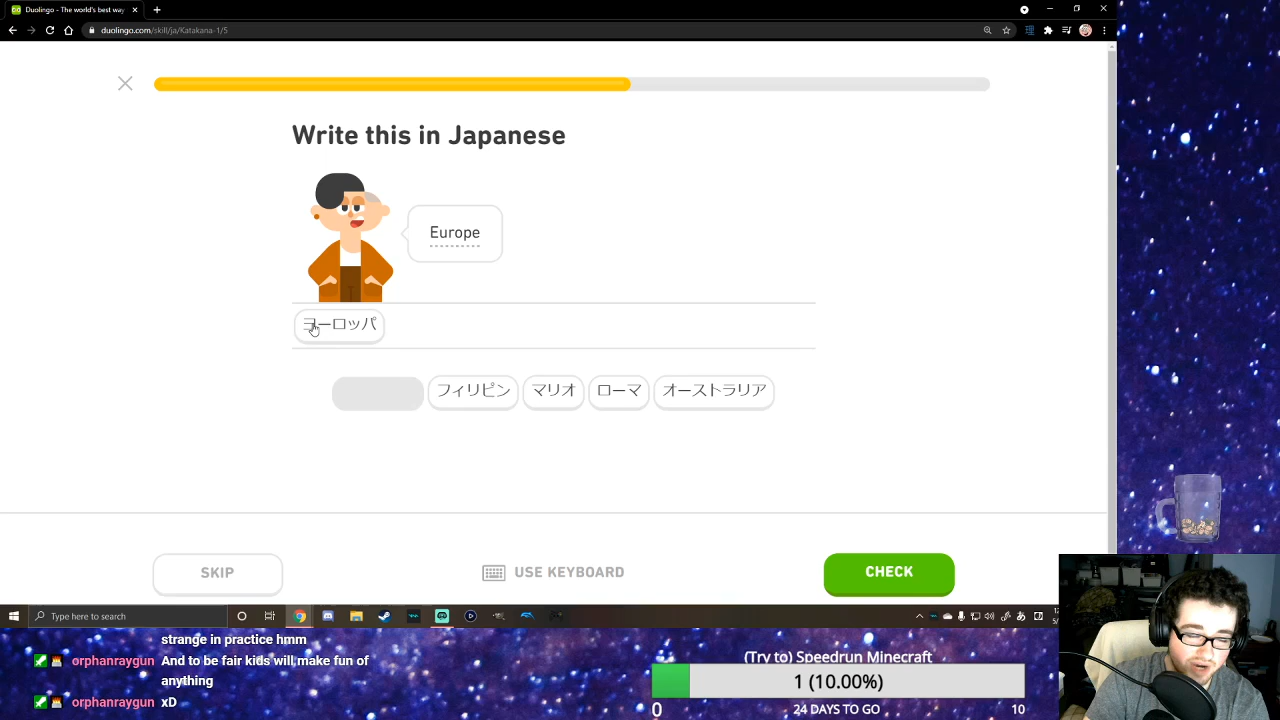 Duolingo - The world's best way
duolingo.com/skill/ja/Katakana-1/5
Write this in Japanese
Europe
ヨーロッパ
フィリピン マリオ ローマ オーストラリア
SKIP
USE KEYBOARD
CHECK
Type here to search
strange in practice hmm
orphanraygun And to be fair kids will make fun of
anything
orphanraygun xD
(Try to) Speedrun Minecraft
1 (10.00%)
0 24 DAYS TO GO 10